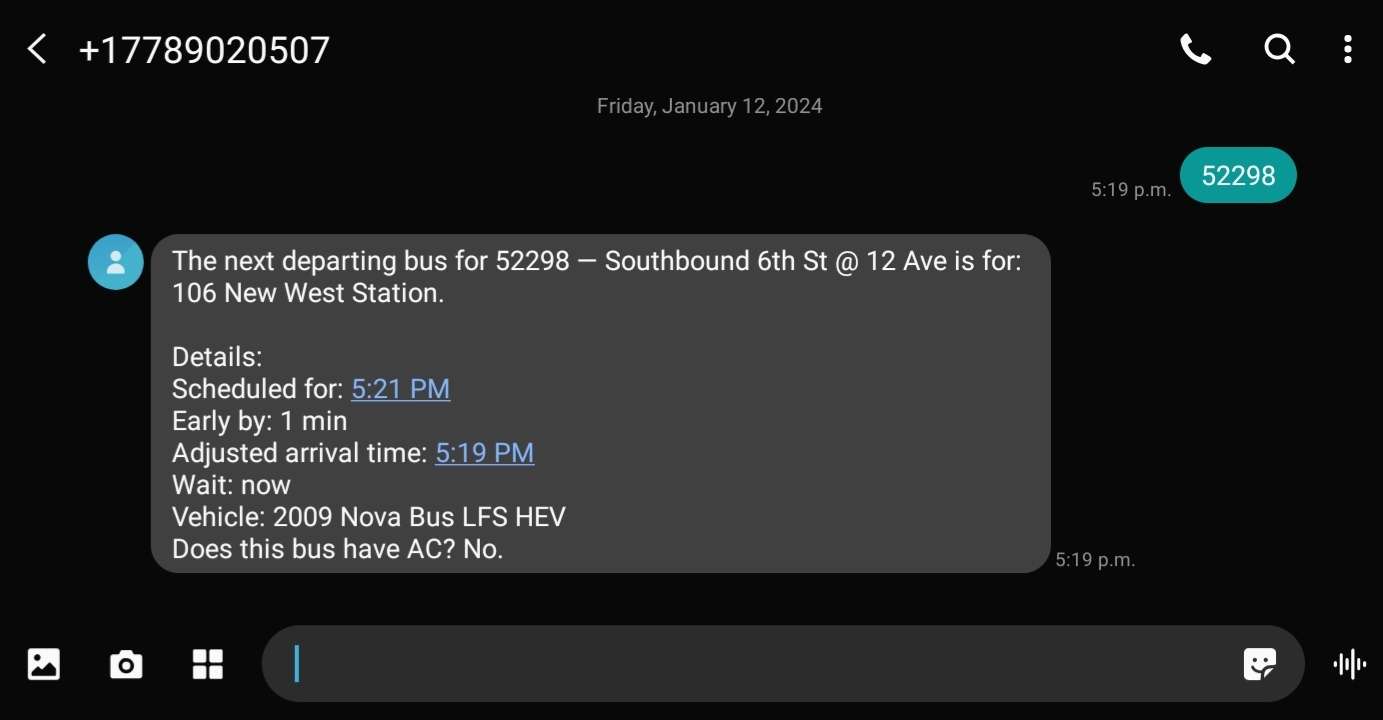 +17789020507
Friday, January 12, 2024
5:19 p.m.
52298
The next departing bus for 52298 – Southbound 6th St @ 12 Ave is for:
106 New West Station.
Details:
Scheduled for: 5:21 PM
Early by: 1 min
Adjusted arrival time: 5:19 PM
Wait: now
Vehicle: 2009 Nova Bus LFS HEV
Does this bus have AC? No.
5:19 p.m.